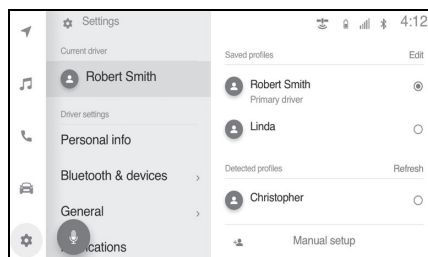 Settings
4:12
Current driver
Robert Smith
Driver settings
Personal info
Bluetooth & devices
General
Saved profiles
Edit
Robert Smith
Primary driver
Linda
Detected profiles
Refresh
Christopher
Manual setup